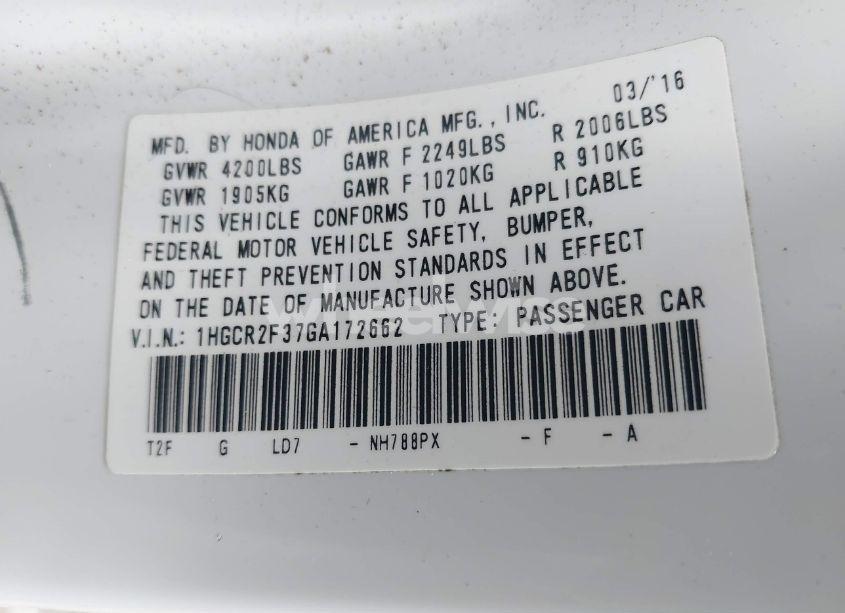 MFD. BY HONDA OF AMERICA MFG., INC. 03/'16
GVWR 4200LBS GAWR F 2249LBS R 2006LBS
GVWR 1905KG GAWR F 1020KG R 910KG
THIS VEHICLE CONFORMS TO ALL APPLICABLE
FEDERAL MOTOR VEHICLE SAFETY, BUMPER,
AND THEFT PREVENTION STANDARDS IN EFFECT
ON THE DATE OF MANUFACTURE SHOWN ABOVE.
V.I.N.: 1HGCR2F37GA172662 TYPE: PASSENGER CAR
T2F G LD7 - NH788PX - F - A